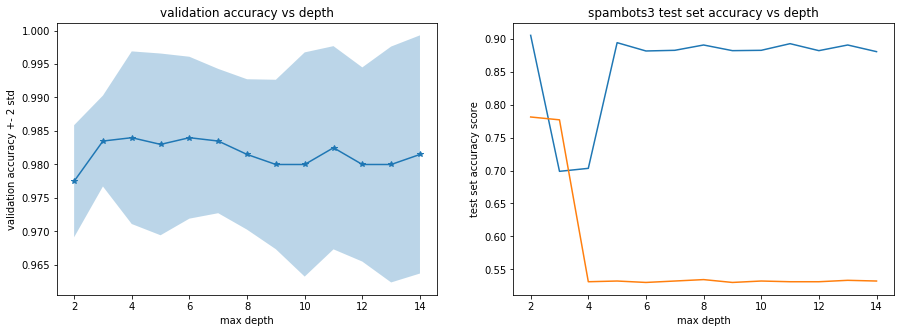 validation accuracy vs depth
validation accuracy +- 2 std
1.000
0.995
0.990
0.985
0.980
0.975
0.970
0.965
2 4 6 8 10 12 14
max depth
spambots3 test set accuracy vs depth
test set accuracy score
0.90
0.85
0.80
0.75
0.70
0.65
0.60
0.55
2 4 6 8 10 12 14
max depth